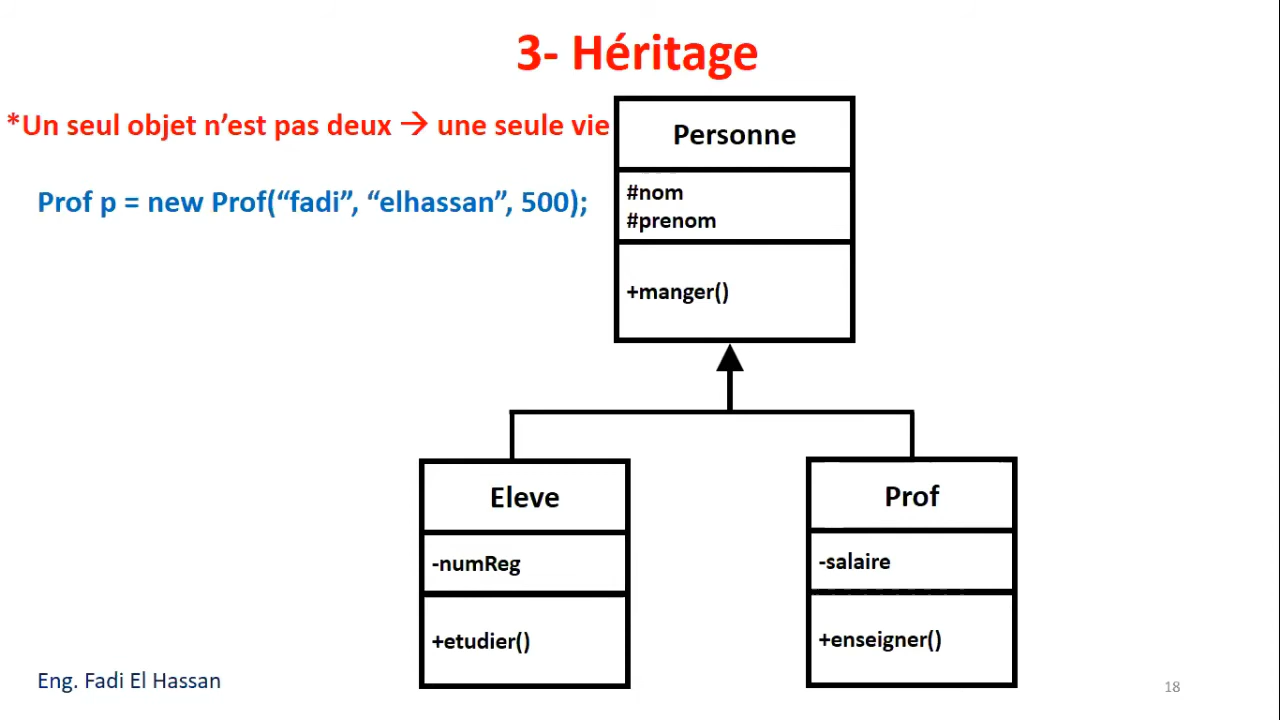 3- Héritage
*Un seul objet n’est pas deux → une seule vie
Prof p = new Prof(“fadi”, “elhassan”, 500);
Personne
#nom
#prenom
+manger()
Eleve
-numReg
+etudier()
Prof
-salaire
+enseigner()
Eng. Fadi El Hassan
18